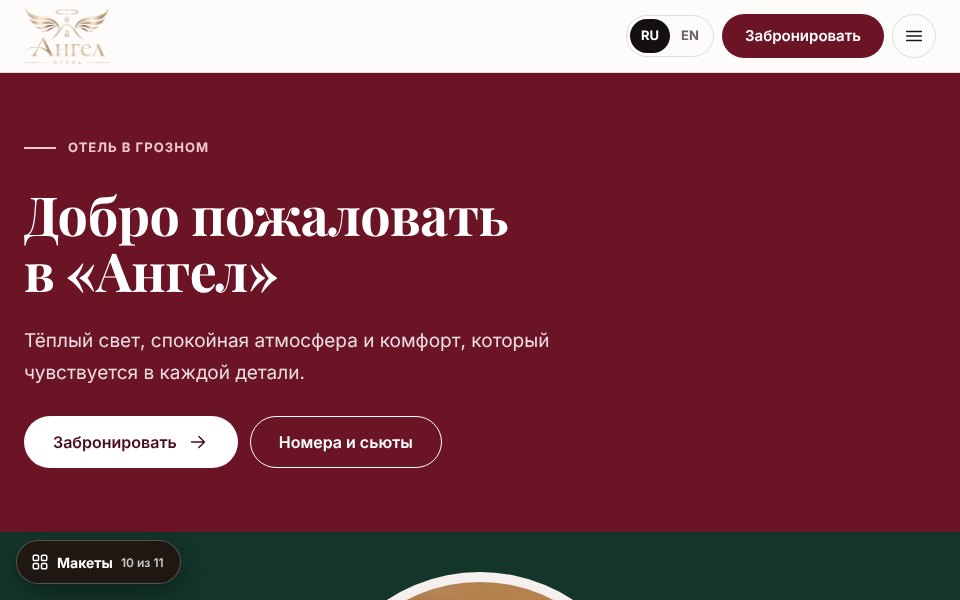 Ангел
ОТЕЛЬ
RU
EN
Забронировать
ОТЕЛЬ В ГРОЗНОМ
Добро пожаловать
в «Ангел»
Тёплый свет, спокойная атмосфера и комфорт, который
чувствуется в каждой детали.
Забронировать
Номера и сьюты
Макеты 10 из 11